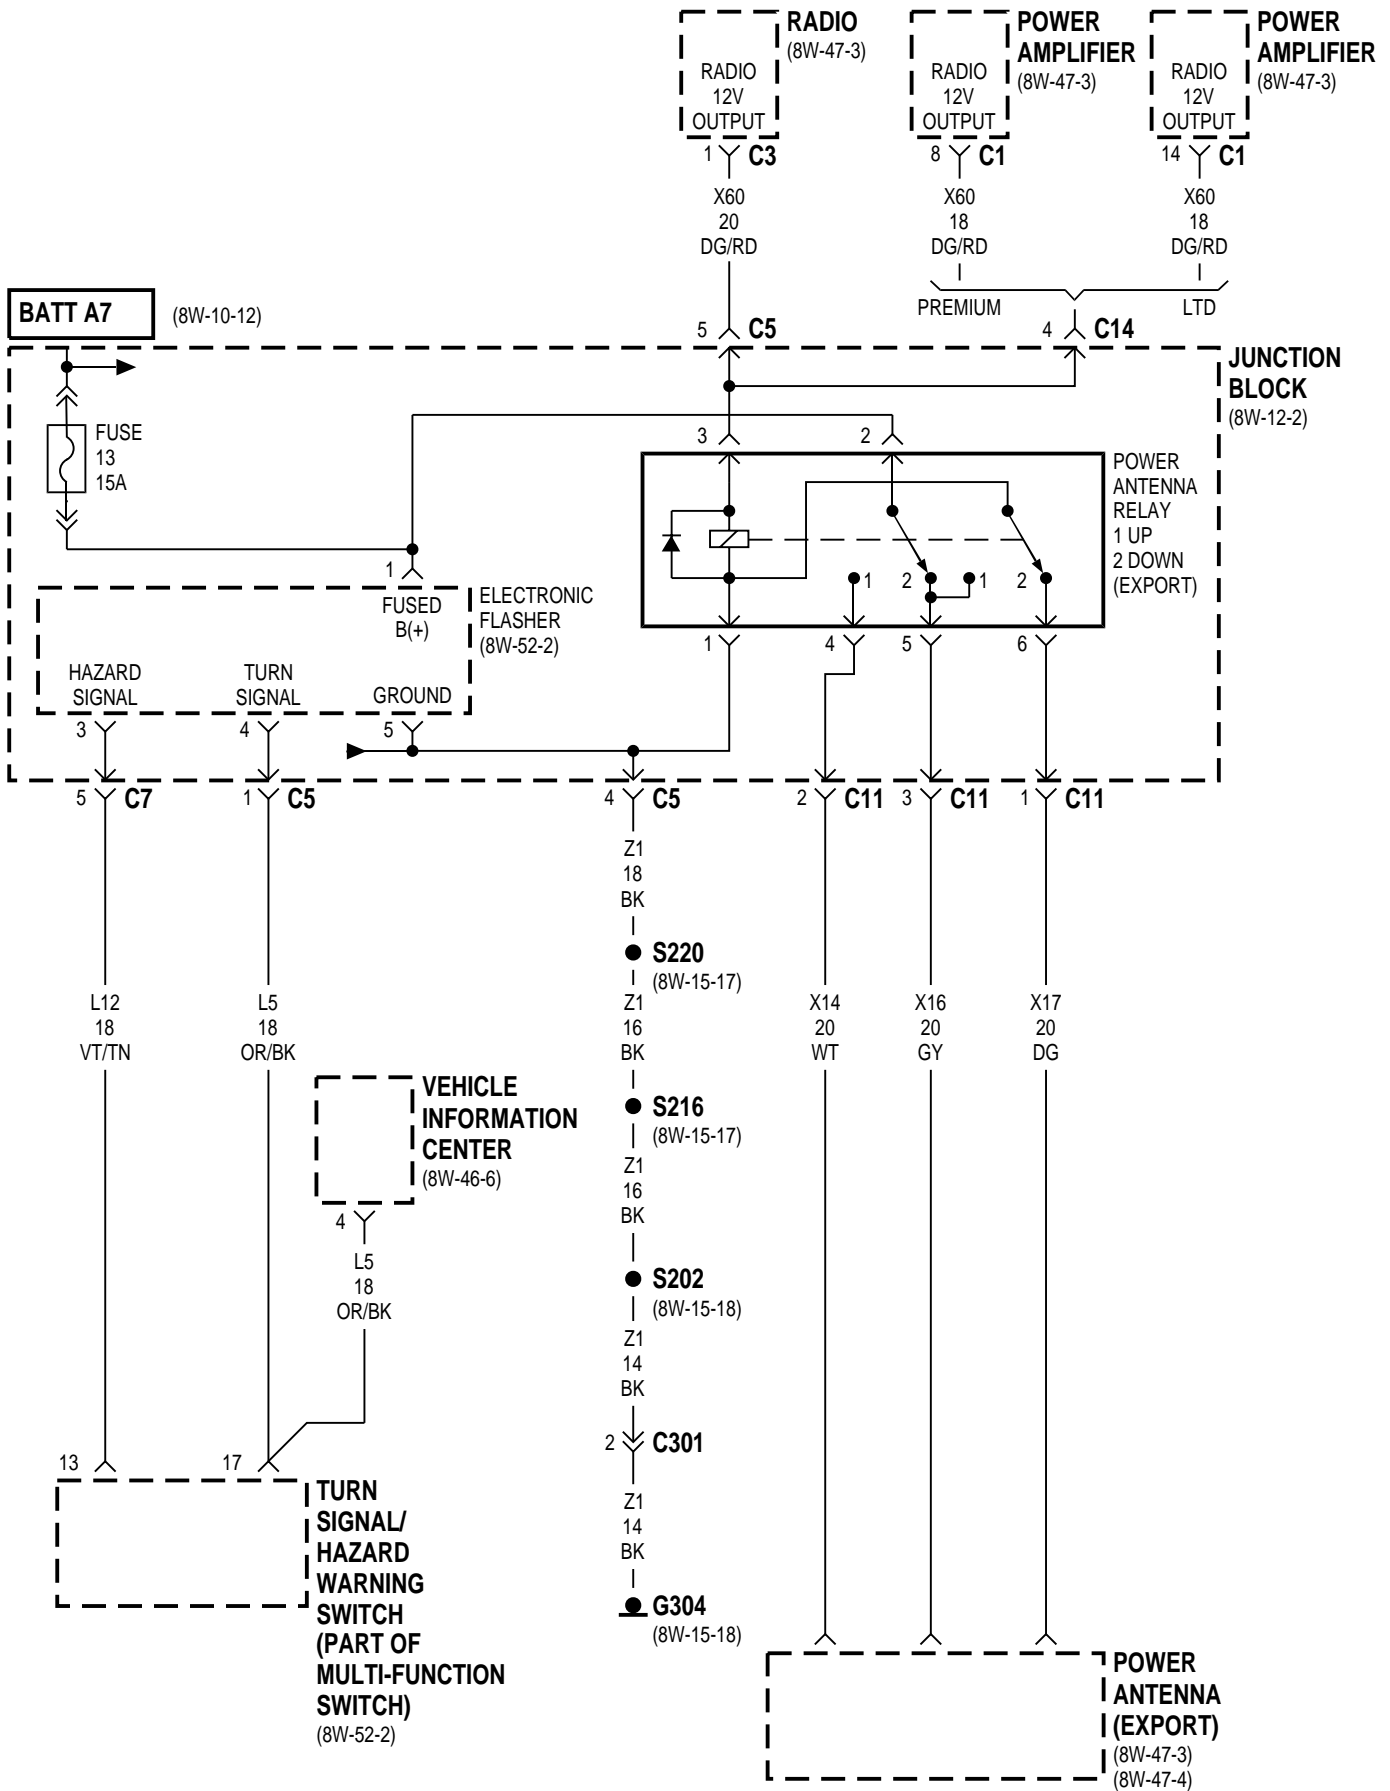 RADIO
(8W-47-3)
RADIO
12V
OUTPUT
1
C3
X60
20
DG/RD
5
C5
POWER
AMPLIFIER
(8W-47-3)
RADIO
12V
OUTPUT
8
C1
X60
18
DG/RD
PREMIUM
POWER
AMPLIFIER
(8W-47-3)
RADIO
12V
OUTPUT
14
C1
X60
18
DG/RD
LTD
4
C14
BATT A7
(8W-10-12)
JUNCTION
BLOCK
(8W-12-2)
FUSE
13
15A
3
2
POWER
ANTENNA
RELAY
1 UP
2 DOWN
(EXPORT)
1
2
1
2
1
4
5
6
1
FUSED
B(+)
ELECTRONIC
FLASHER
(8W-52-2)
HAZARD
SIGNAL
TURN
SIGNAL
GROUND
3
4
5
5
C7
1
C5
4
C5
2
C11
3
C11
1
C11
Z1
18
BK
S220
(8W-15-17)
L12
18
VT/TN
L5
18
OR/BK
Z1
16
BK
X14
20
WT
X16
20
GY
X17
20
DG
VEHICLE
INFORMATION
CENTER
(8W-46-6)
4
L5
18
OR/BK
S216
(8W-15-17)
Z1
16
BK
S202
(8W-15-18)
Z1
14
BK
2
C301
Z1
14
BK
G304
(8W-15-18)
13
17
TURN
SIGNAL/
HAZARD
WARNING
SWITCH
(PART OF
MULTI-FUNCTION
SWITCH)
(8W-52-2)
POWER
ANTENNA
(EXPORT)
(8W-47-3)
(8W-47-4)